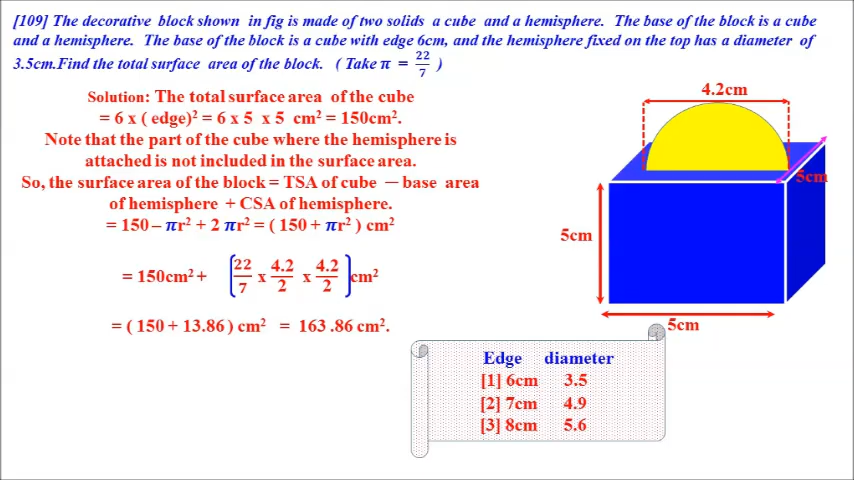 [109] The decorative block shown in fig is made of two solids a cube and a hemisphere. The base of the block is a cube
and a hemisphere. The base of the block is a cube with edge 6cm, and the hemisphere fixed on the top has a diameter of
3.5cm.Find the total surface area of the block. ( Take π = 22/7 )
Solution: The total surface area of the cube
= 6 x ( edge)² = 6 x 5 x 5 cm² = 150cm².
Note that the part of the cube where the hemisphere is
attached is not included in the surface area.
So, the surface area of the block = TSA of cube — base area
of hemisphere + CSA of hemisphere.
= 150 – πr² + 2 πr² = ( 150 + πr² ) cm²
= 150cm² + (22/7 x 4.2/2 x 4.2/2) cm²
= ( 150 + 13.86 ) cm² = 163 .86 cm².
4.2cm
5cm
5cm
5cm
Edge diameter
[1] 6cm 3.5
[2] 7cm 4.9
[3] 8cm 5.6